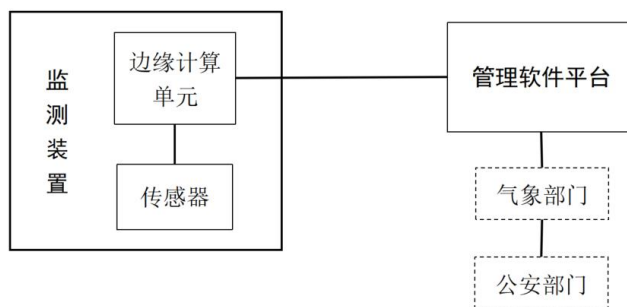 监测装置
边缘计算
单元
传感器
管理软件平台
气象部门
公安部门